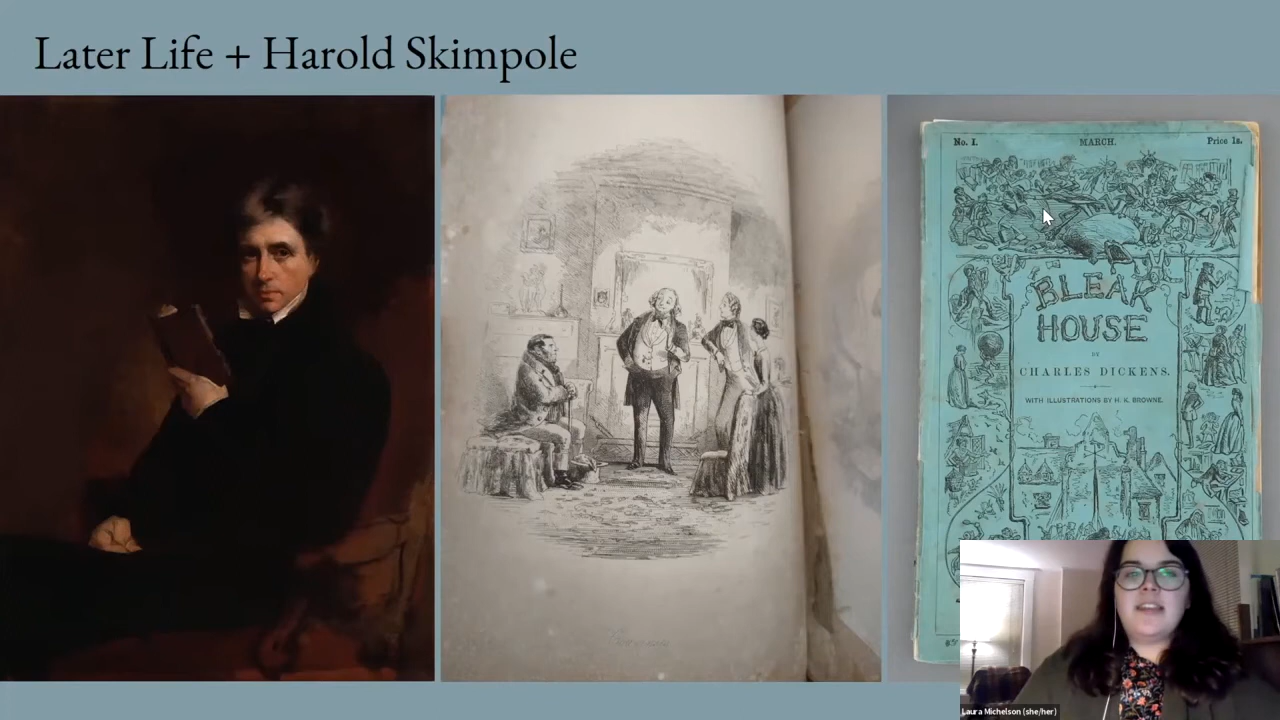 Later Life + Harold Skimpole
No. I.
MARCH.
Price 1s.
BLEAK
HOUSE
BY
CHARLES DICKENS.
WITH ILLUSTRATIONS BY H. K. BROWNE.
Laura Michelson (she/her)